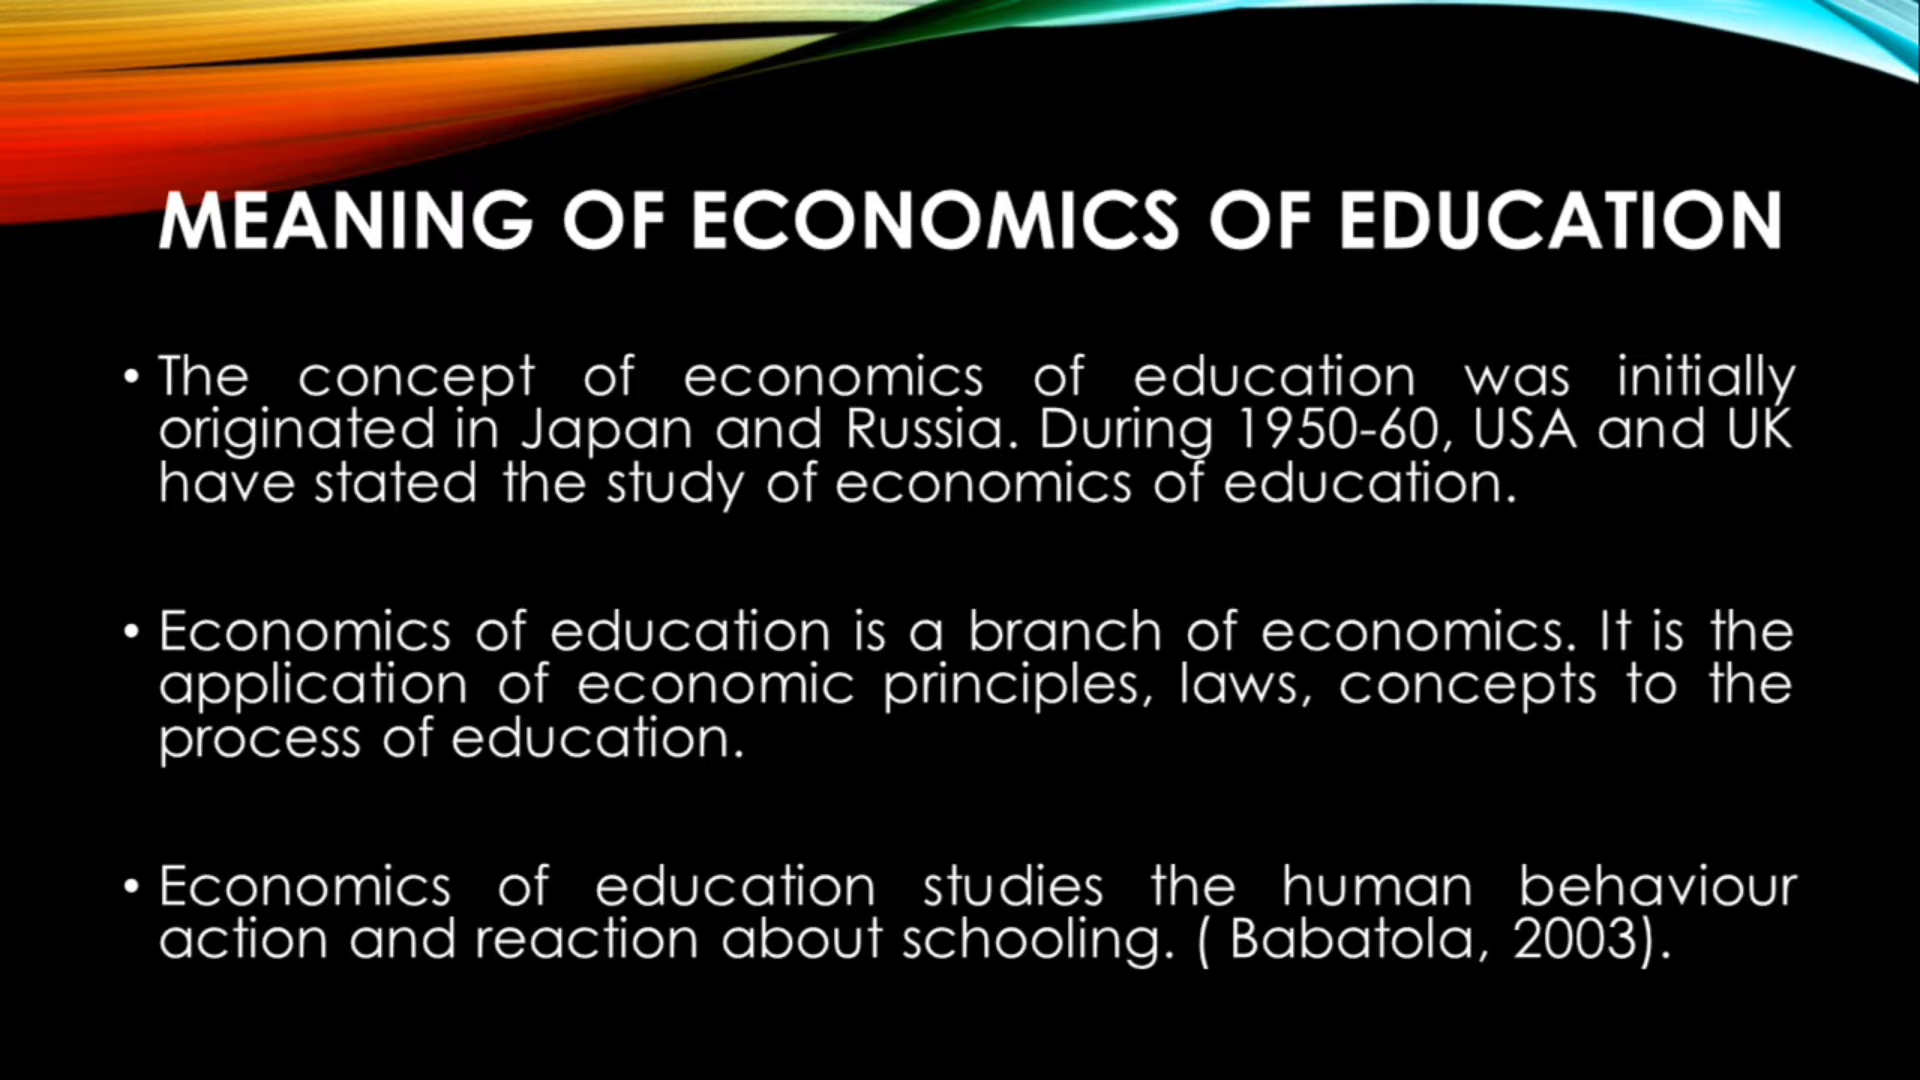 MEANING OF ECONOMICS OF EDUCATION
• The concept of economics of education was initially
originated in Japan and Russia. During 1950-60, USA and UK
have stated the study of economics of education.
• Economics of education is a branch of economics. It is the
application of economic principles, laws, concepts to the
process of education.
• Economics of education studies the human behaviour
action and reaction about schooling. ( Babatola, 2003).